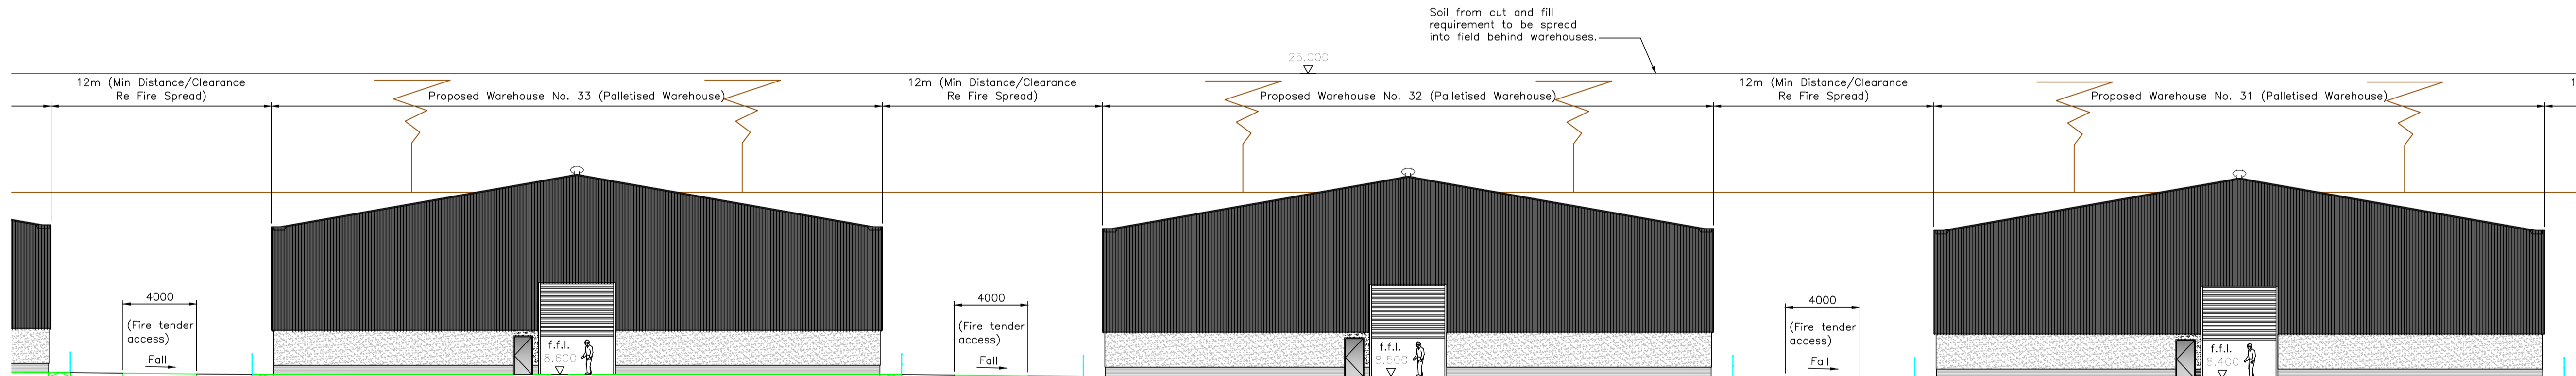 Soil from cut and fill
requirement to be spread
into field behind warehouses.
25.000
12m (Min Distance/Clearance
Re Fire Spread)
Proposed Warehouse No. 33 (Palletised Warehouse)
12m (Min Distance/Clearance
Re Fire Spread)
Proposed Warehouse No. 32 (Palletised Warehouse)
12m (Min Distance/Clearance
Re Fire Spread)
Proposed Warehouse No. 31 (Palletised Warehouse)
4000
(Fire tender
access)
Fall
f.f.l.
8.600
4000
(Fire tender
access)
Fall
f.f.l.
8.500
4000
(Fire tender
access)
Fall
f.f.l.
8.400